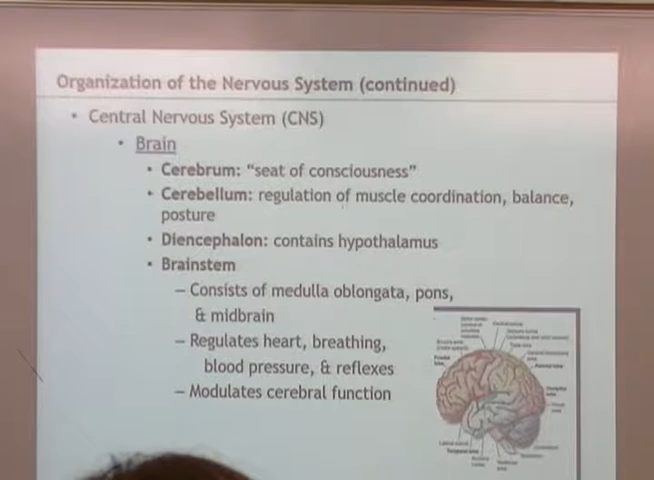 Organization of the Nervous System (continued)
• Central Nervous System (CNS)
• Brain
• Cerebrum: "seat of consciousness"
• Cerebellum: regulation of muscle coordination, balance,
posture
• Diencephalon: contains hypothalamus
• Brainstem
– Consists of medulla oblongata, pons,
& midbrain
– Regulates heart, breathing,
blood pressure, & reflexes
– Modulates cerebral function